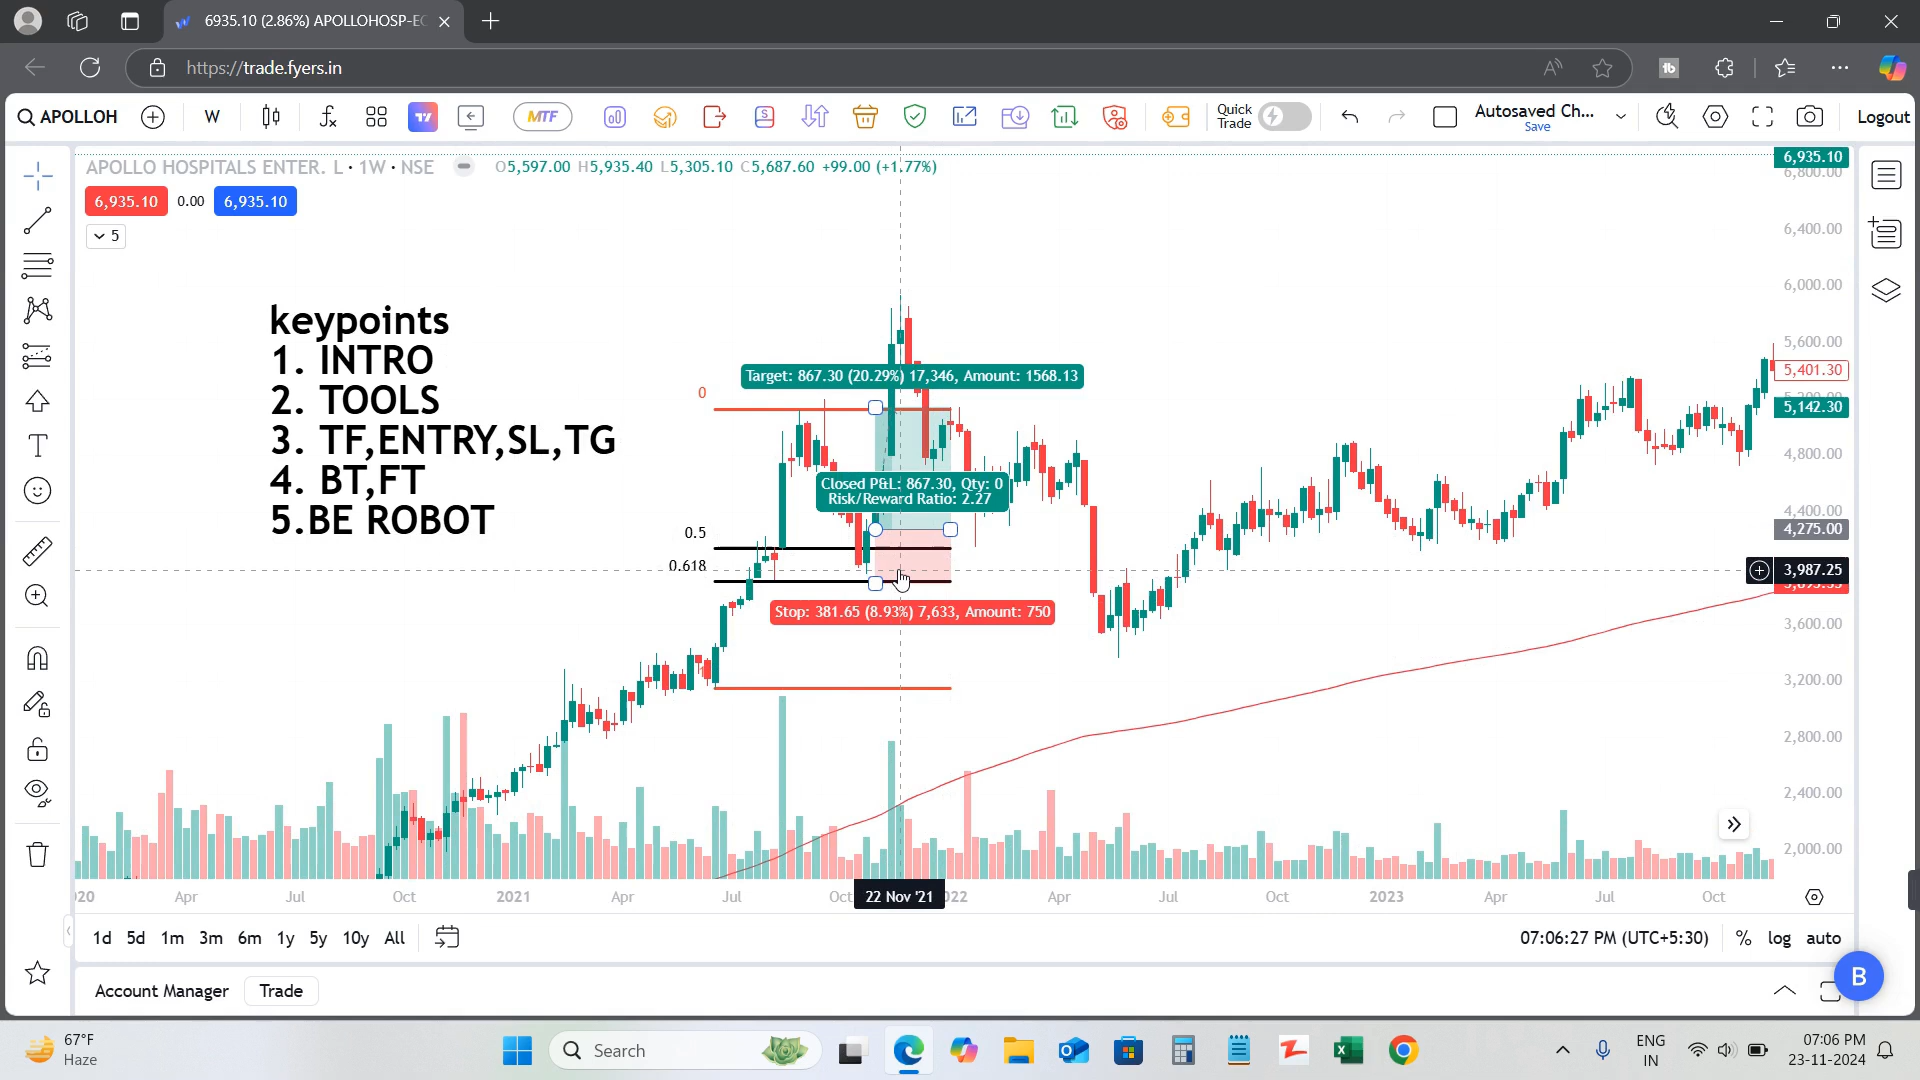 6935.10 (2.86%) APOLLOHOSP-EC
https://trade.fyers.in
APOLLOH
W
MTF
Quick
Trade
Autosaved Ch...
Save
Logout
APOLLO HOSPITALS ENTER. L · 1W · NSE
O5,597.00 H5,935.40 L5,305.10 C5,687.60 +99.00 (+1.77%)
6,935.10 0.00 6,935.10
5
keypoints
1. INTRO
2. TOOLS
3. TF,ENTRY,SL,TG
4. BT,FT
5.BE ROBOT
Target: 867.30 (20.29%) 17,346, Amount: 1568.13
0
Closed P&L: 867.30, Qty: 0
Risk/Reward Ratio: 2.27
0.5
0.618
Stop: 381.65 (8.93%) 7,633, Amount: 750
6,935.10
6,800.00
6,400.00
6,000.00
5,600.00
5,401.30
5,142.30
4,800.00
4,400.00
4,275.00
3,987.25
3,600.00
3,200.00
2,800.00
2,400.00
2,000.00
020 Apr Jul Oct 2021 Apr Jul Oct 22 Nov '21 022 Apr Jul Oct 2023 Apr Jul Oct
1d 5d 1m 3m 6m 1y 5y 10y All
07:06:27 PM (UTC+5:30) % log auto
Account Manager Trade
B
67°F
Haze
Search
ENG
IN
07:06 PM
23-11-2024